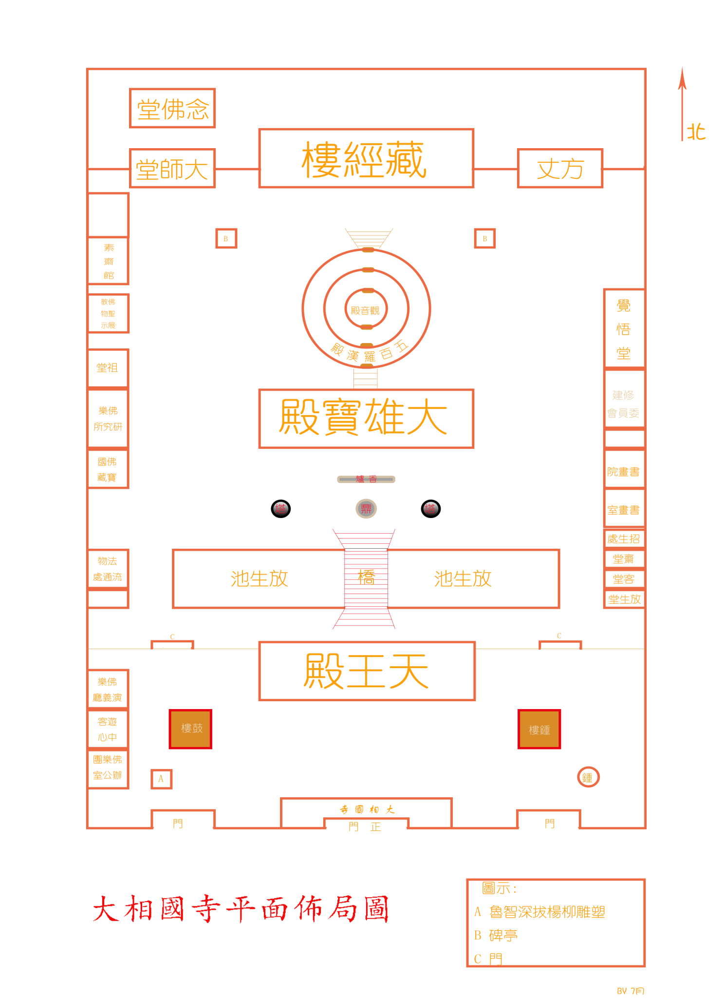 北
念佛堂
藏經樓
大師堂
方丈
B
B
素
齋
館
佛教
聖物
展示
觀音殿
五百羅漢殿
覺
悟
堂
祖堂
修建
委員會
佛樂
研究所
大雄寶殿
佛國
寶藏
書畫院
香爐
塔
鼎
塔
書畫室
招生處
齋堂
客堂
放生堂
法物
流通處
放生池
橋
放生池
C
C
天王殿
佛樂
演義廳
遊客
中心
鼓樓
鍾樓
佛樂團
辦公室
A
鍾
大相國寺
門
正門
門
大相國寺平面佈局圖
圖示:
A 魯智深拔楊柳雕塑
B 碑亭
C 門
BY